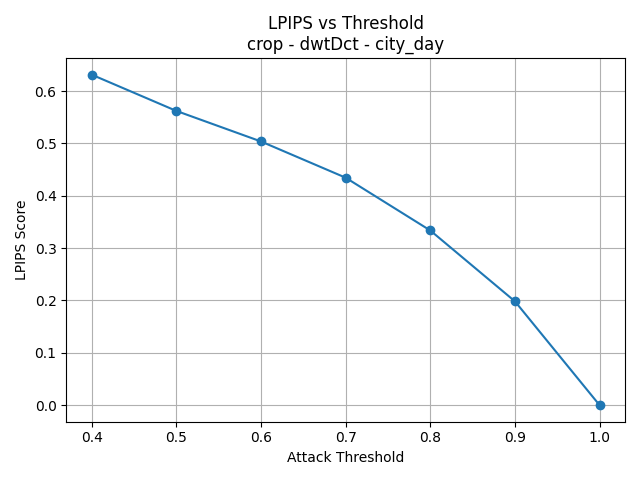 LPIPS vs Threshold
crop - dwtDct - city_day
LPIPS Score
0.6
0.5
0.4
0.3
0.2
0.1
0.0
0.4 0.5 0.6 0.7 0.8 0.9 1.0
Attack Threshold